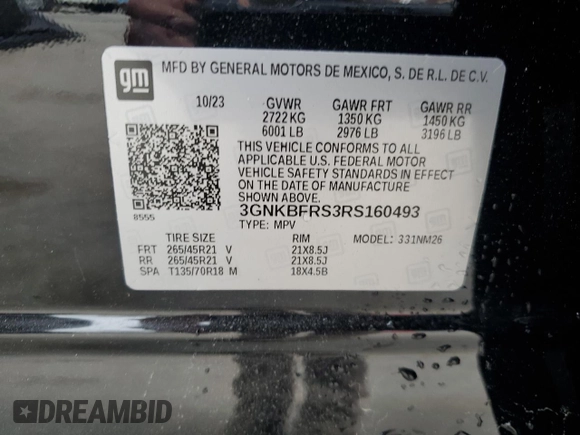 gm MFD BY GENERAL MOTORS DE MEXICO, S. DE R.L. DE C.V.
10/23 GVWR GAWR FRT GAWR RR
2722 KG 1350 KG 1450 KG
6001 LB 2976 LB 3196 LB
THIS VEHICLE CONFORMS TO ALL
APPLICABLE U.S. FEDERAL MOTOR
VEHICLE SAFETY STANDARDS IN EFFECT
ON THE DATE OF MANUFACTURE
SHOWN ABOVE.
8555 3GNKBFRS3RS160493
TYPE: MPV
TIRE SIZE RIM MODEL: 331NM26
FRT 265/45R21 V 21X8.5J
RR 265/45R21 V 21X8.5J
SPA T135/70R18 M 18X4.5B
DREAMBID